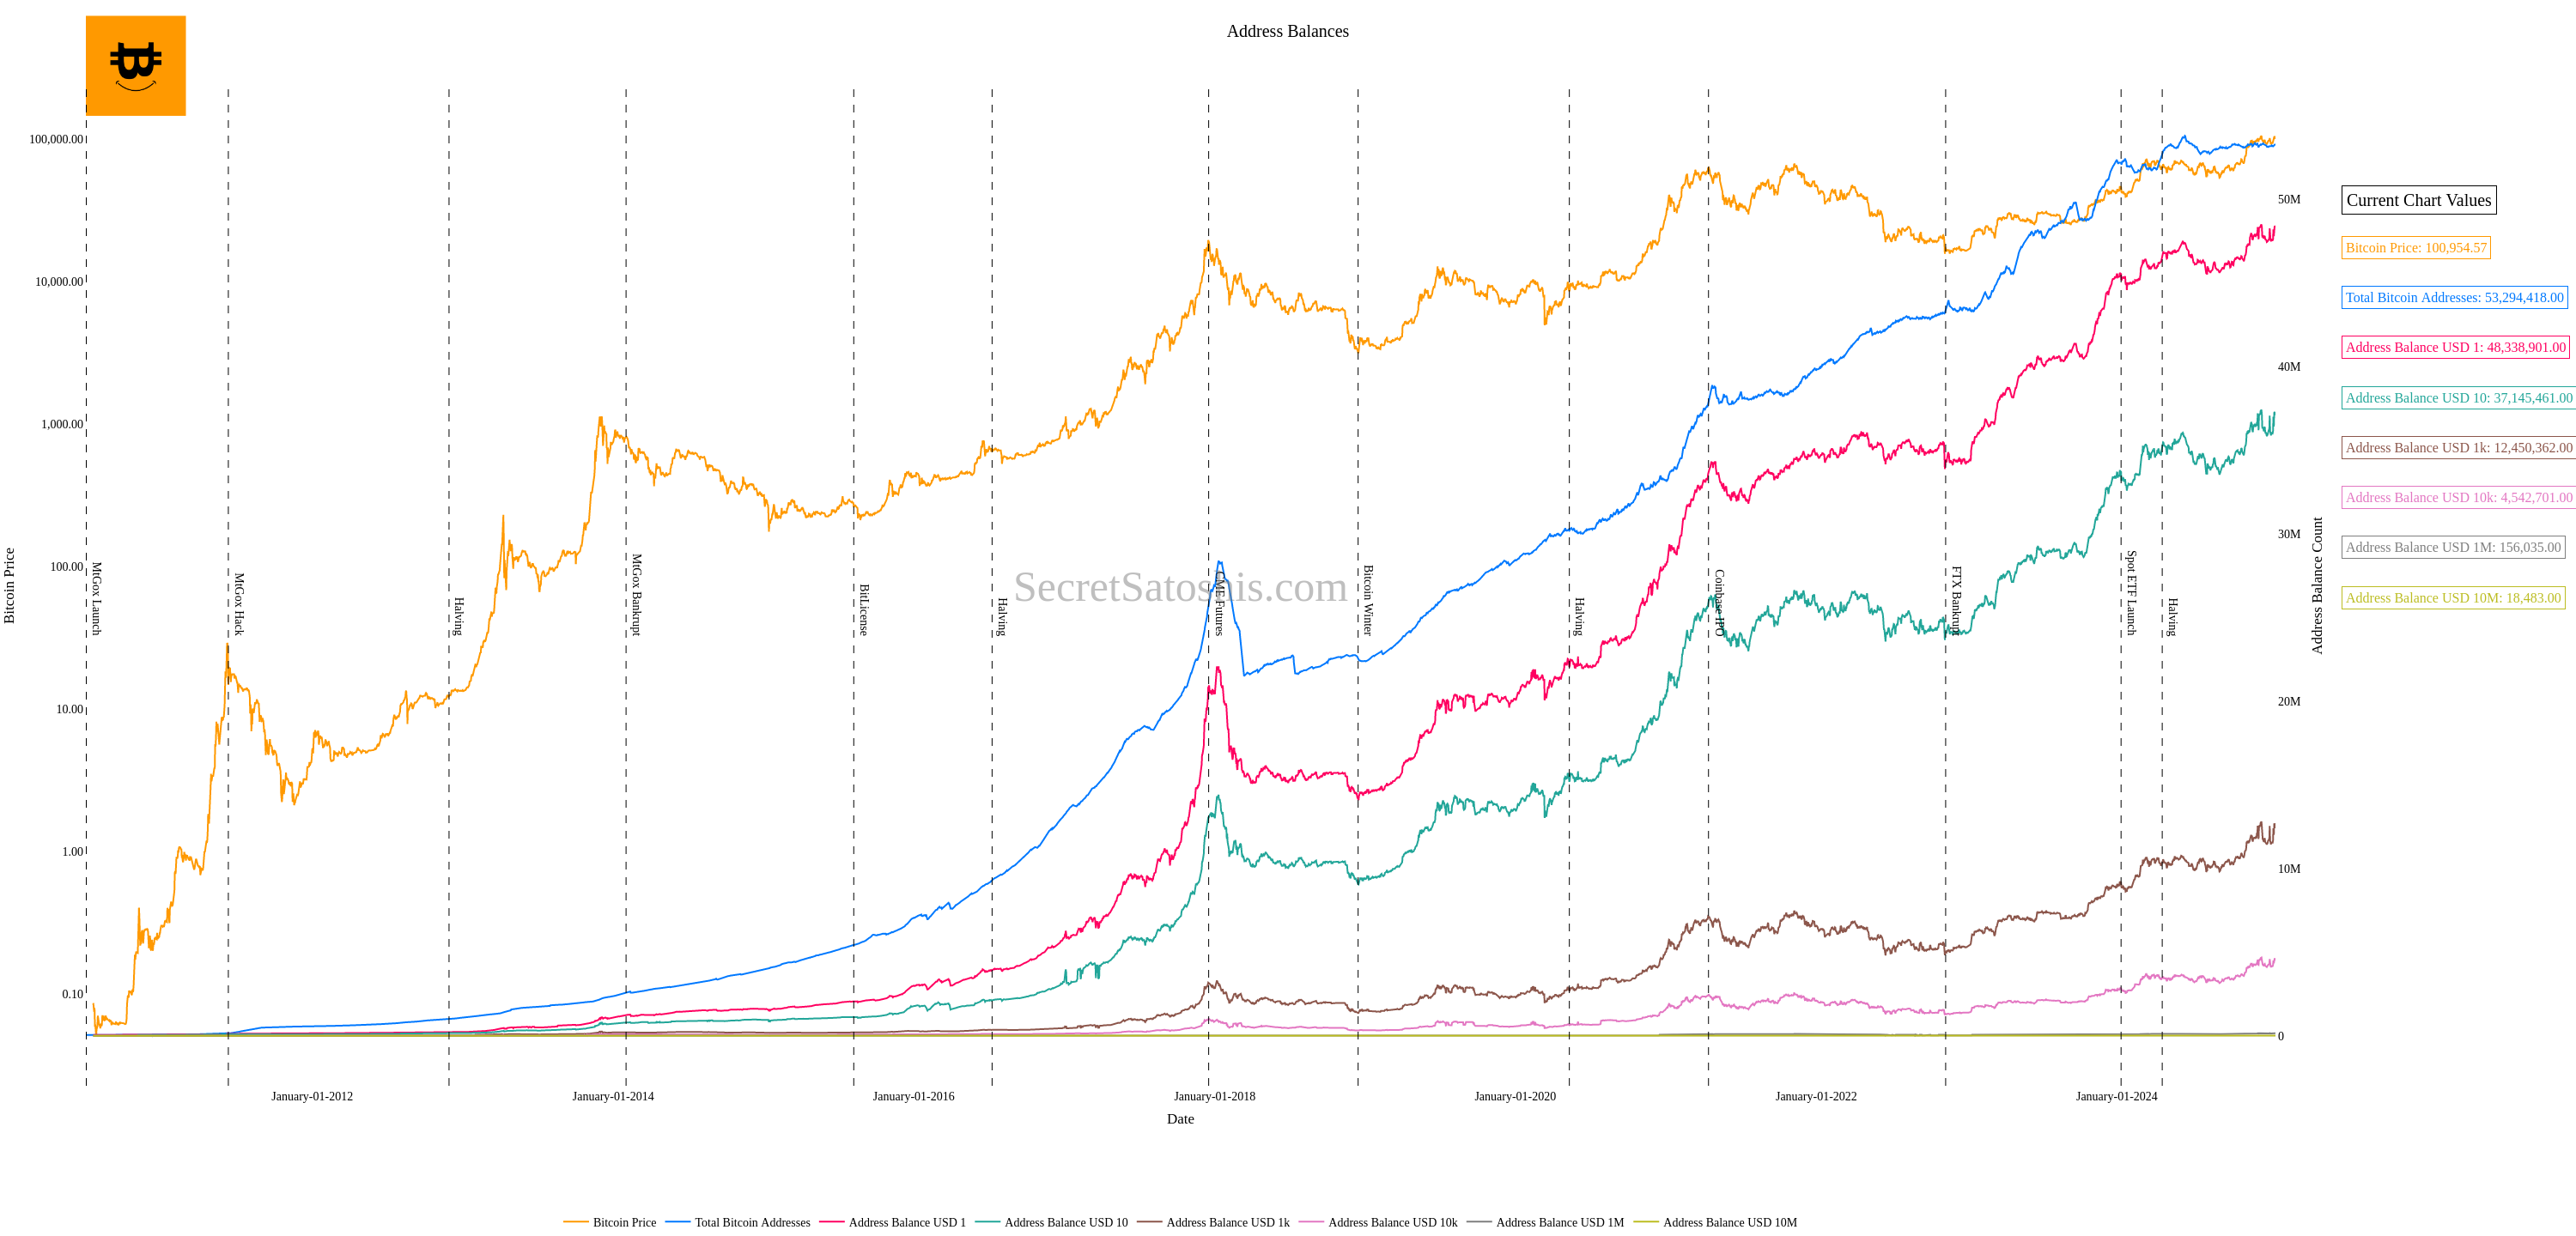 Address Balances
100,000.00
10,000.00
1,000.00
100.00
10.00
1.00
0.10
Bitcoin Price
50M
40M
30M
20M
10M
0
Address Balance Count
MtGox Launch
MtGox Hack
Halving
MtGox Bankrupt
BitLicense
Halving
CME Futures
Bitcoin Winter
Halving
Coinbase IPO
FTX Bankrupt
Spot ETF Launch
Halving
SecretSatoshis.com
January-01-2012
January-01-2014
January-01-2016
January-01-2018
January-01-2020
January-01-2022
January-01-2024
Date
Current Chart Values
Bitcoin Price: 100,954.57
Total Bitcoin Addresses: 53,294,418.00
Address Balance USD 1: 48,338,901.00
Address Balance USD 10: 37,145,461.00
Address Balance USD 1k: 12,450,362.00
Address Balance USD 10k: 4,542,701.00
Address Balance USD 1M: 156,035.00
Address Balance USD 10M: 18,483.00
Bitcoin Price
Total Bitcoin Addresses
Address Balance USD 1
Address Balance USD 10
Address Balance USD 1k
Address Balance USD 10k
Address Balance USD 1M
Address Balance USD 10M